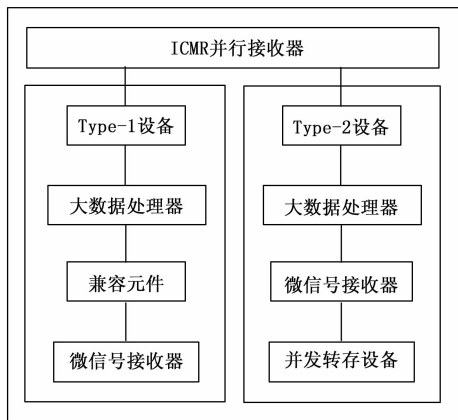 ICMR并行接收器
Type-1设备
Type-2设备
大数据处理器
大数据处理器
兼容元件
微信号接收器
微信号接收器
并发转存设备